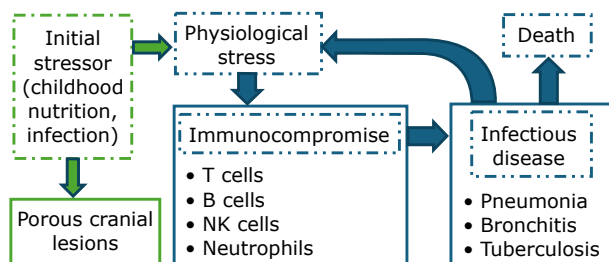 Initial
stressor
(childhood
nutrition,
infection)
Porous cranial
lesions
Physiological
stress
Immunocompromise
• T cells
• B cells
• NK cells
• Neutrophils
Death
Infectious
disease
• Pneumonia
• Bronchitis
• Tuberculosis